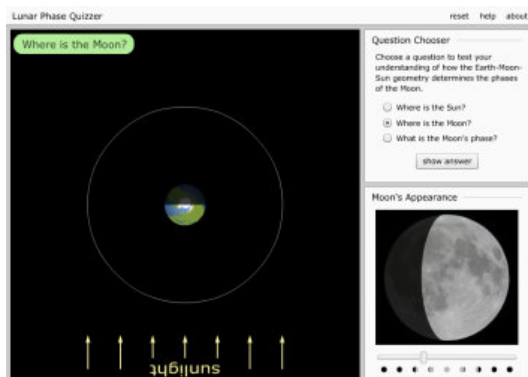 Lunar Phase Quizzer
reset help about
Where is the Moon?
Question Chooser
Choose a question to test your
understanding of how the Earth-Moon-
Sun geometry determines the phases
of the Moon.
Where is the Sun?
Where is the Moon?
What is the Moon's phase?
show answer
Moon's Appearance
sunlight